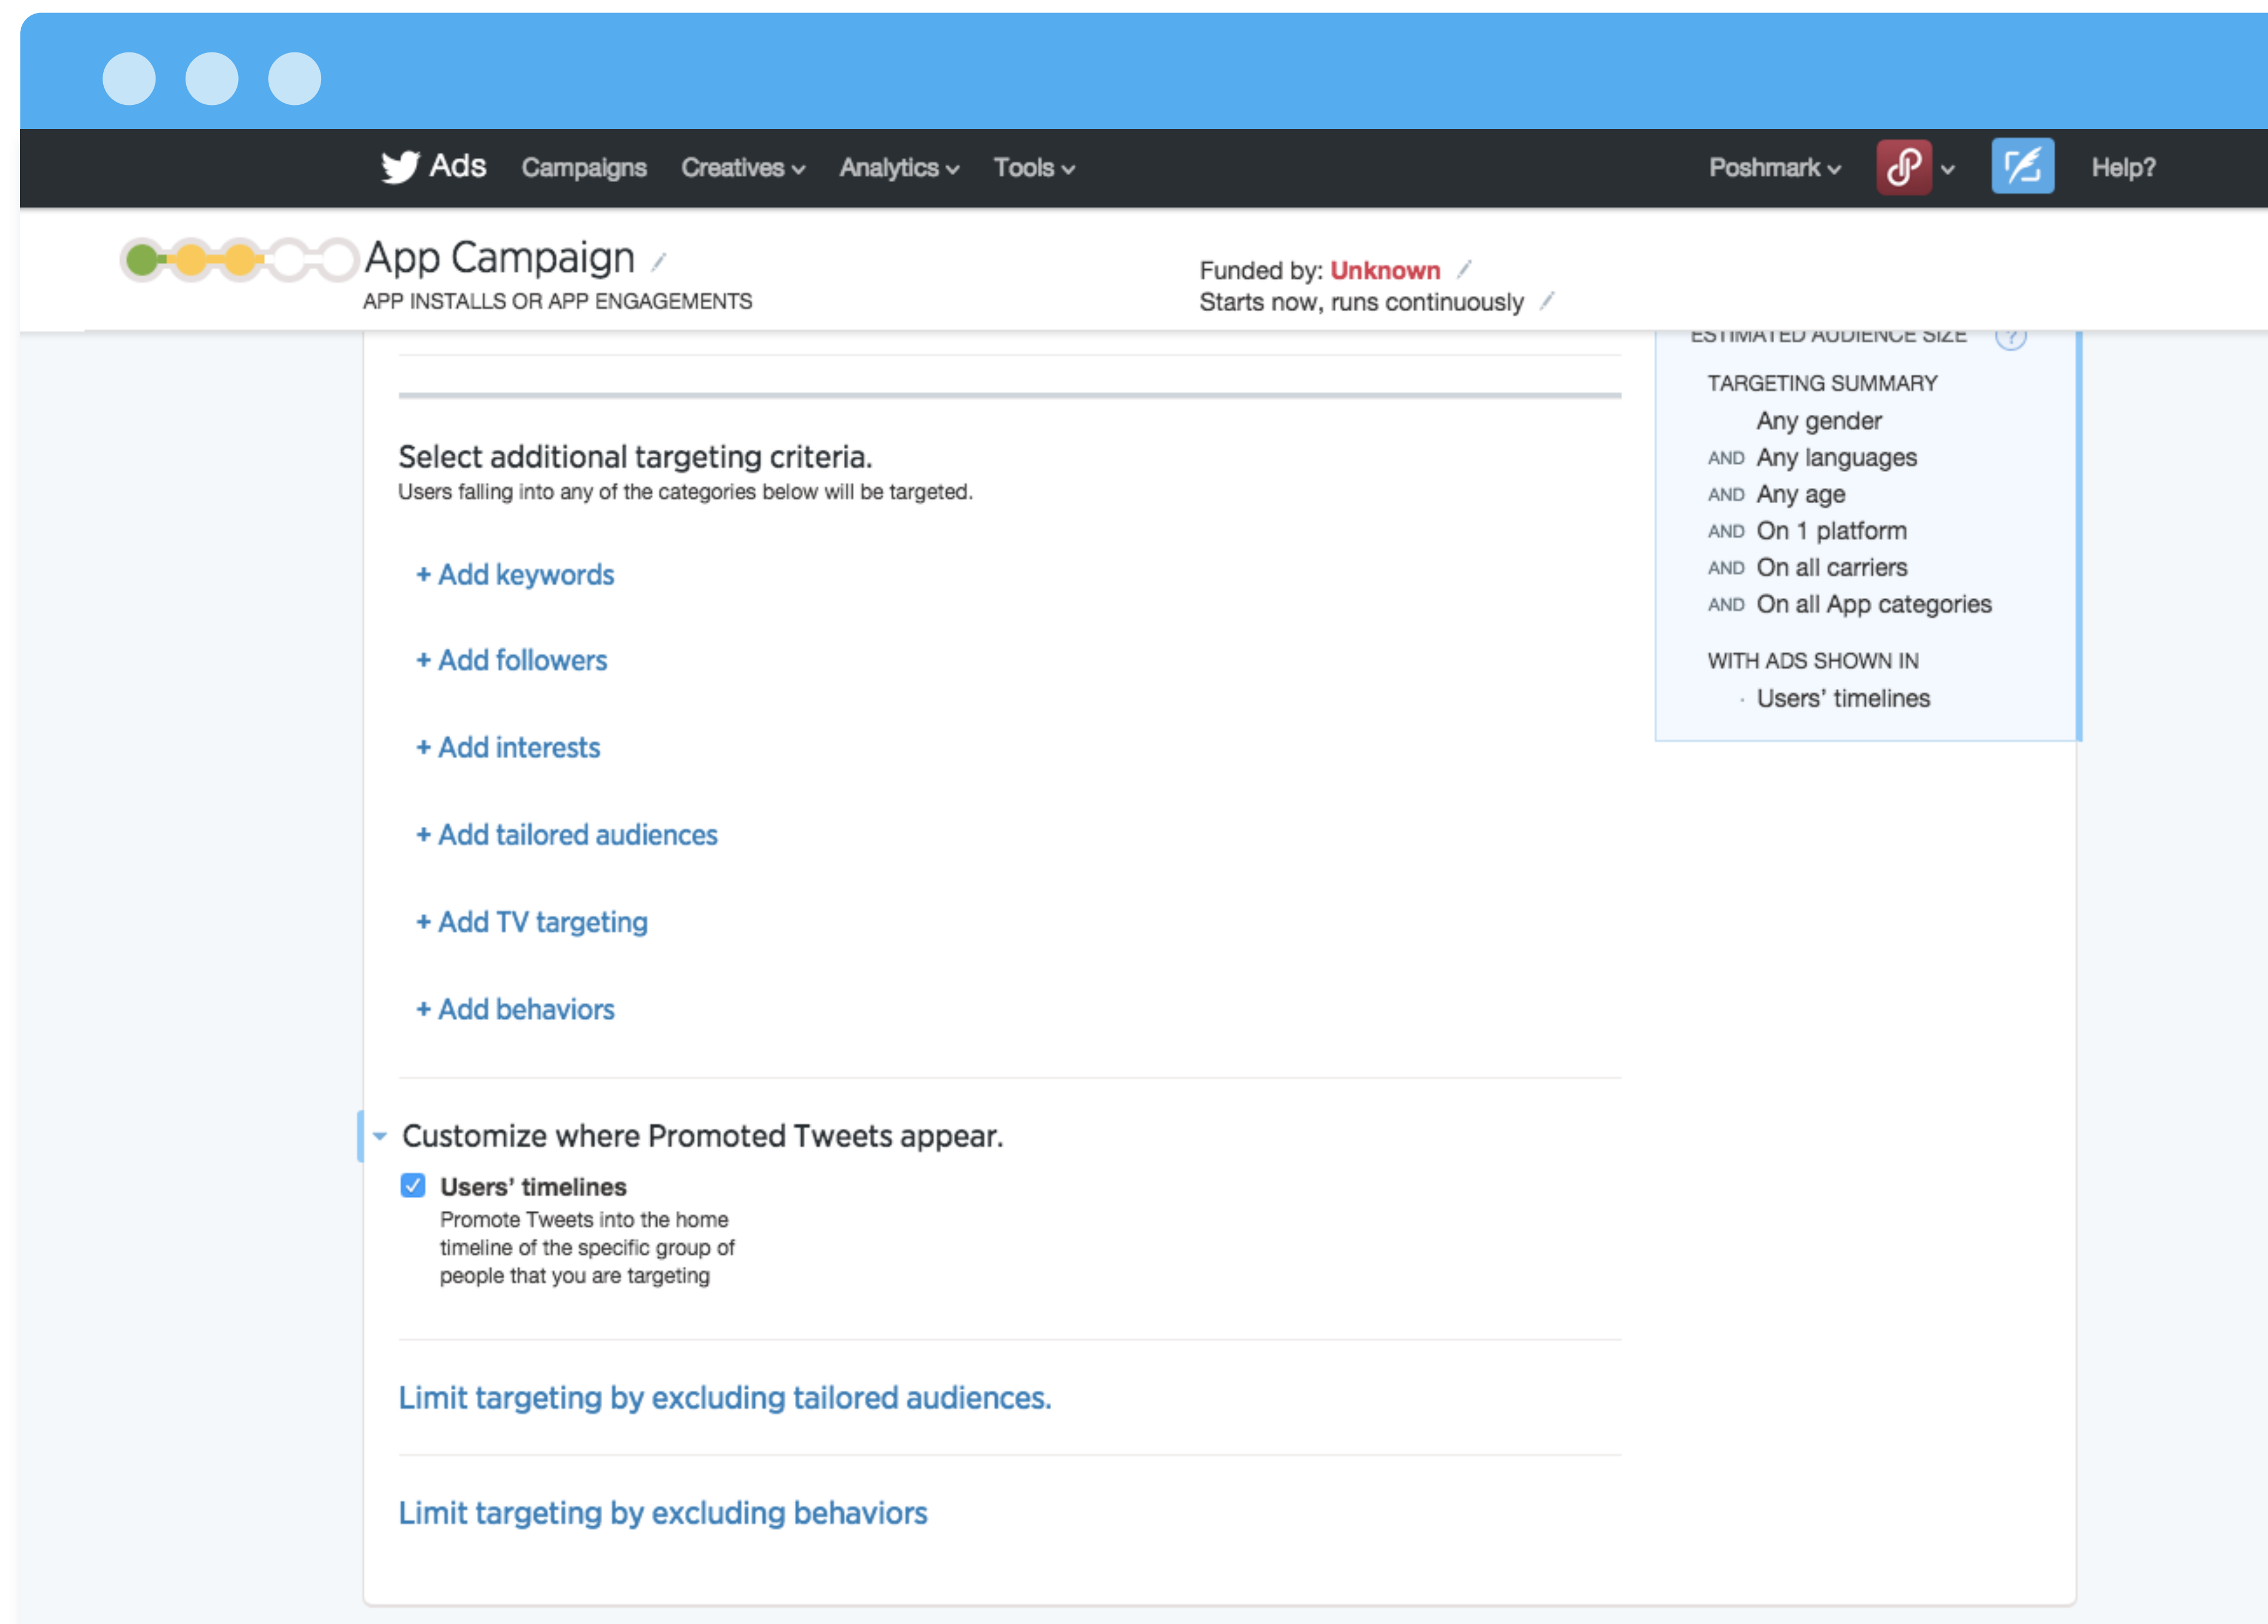 Ads Campaigns Creatives Analytics Tools Poshmark Help?
App Campaign
APP INSTALLS OR APP ENGAGEMENTS
Funded by: Unknown
Starts now, runs continuously
ESTIMATED AUDIENCE SIZE ?
TARGETING SUMMARY
Any gender
AND Any languages
AND Any age
AND On 1 platform
AND On all carriers
AND On all App categories
WITH ADS SHOWN IN
· Users' timelines
Select additional targeting criteria.
Users falling into any of the categories below will be targeted.
+ Add keywords
+ Add followers
+ Add interests
+ Add tailored audiences
+ Add TV targeting
+ Add behaviors
Customize where Promoted Tweets appear.
Users' timelines
Promote Tweets into the home
timeline of the specific group of
people that you are targeting
Limit targeting by excluding tailored audiences.
Limit targeting by excluding behaviors